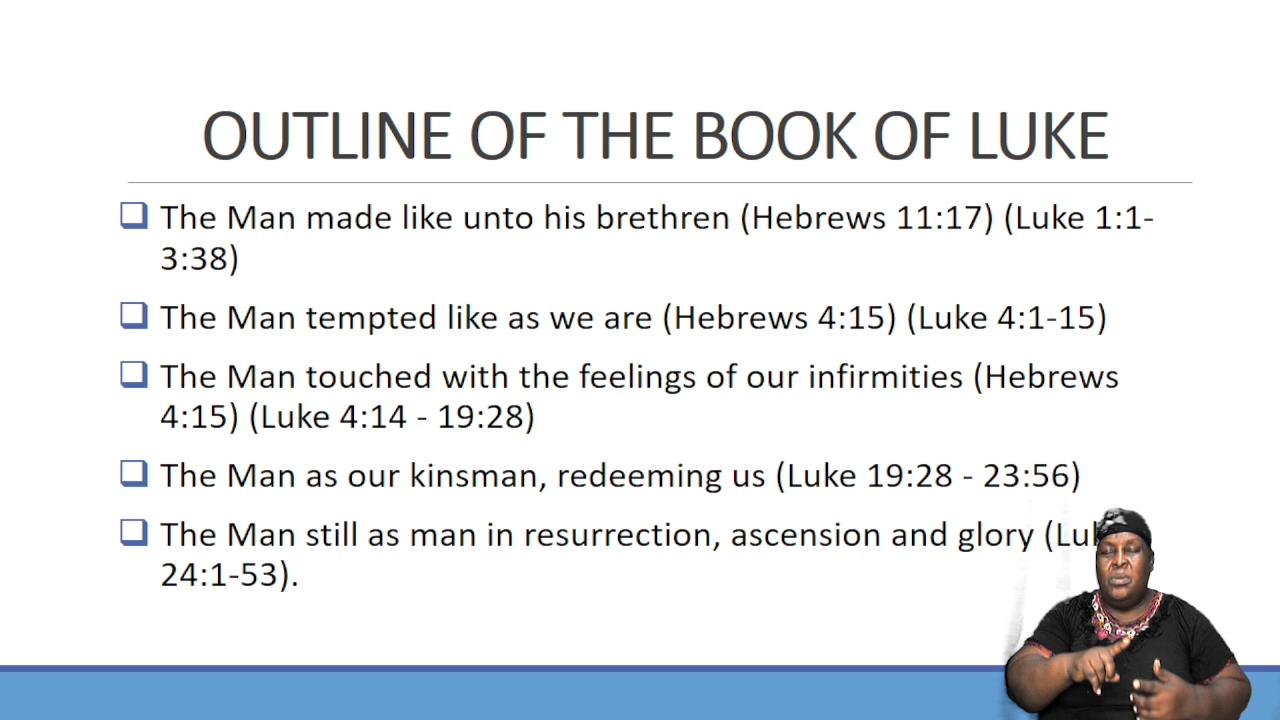 OUTLINE OF THE BOOK OF LUKE
The Man made like unto his brethren (Hebrews 11:17) (Luke 1:1-
3:38)
The Man tempted like as we are (Hebrews 4:15) (Luke 4:1-15)
The Man touched with the feelings of our infirmities (Hebrews
4:15) (Luke 4:14 - 19:28)
The Man as our kinsman, redeeming us (Luke 19:28 - 23:56)
The Man still as man in resurrection, ascension and glory
24:1-53).